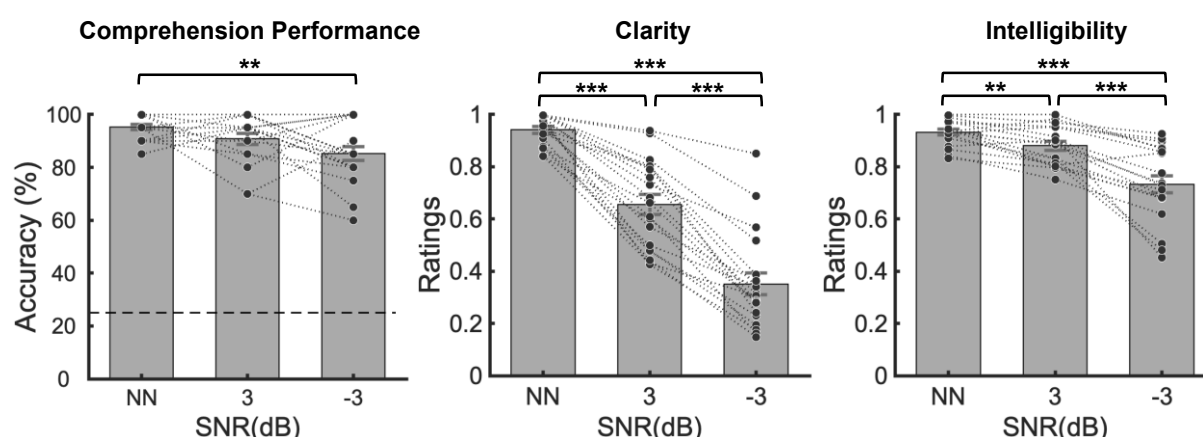 Comprehension Performance
**
Accuracy (%)
100
80
60
40
20
0
NN 3 -3
SNR(dB)
Clarity
***
*** ***
Ratings
1
0.8
0.6
0.4
0.2
0
NN 3 -3
SNR(dB)
Intelligibility
***
** ***
Ratings
1
0.8
0.6
0.4
0.2
0
NN 3 -3
SNR(dB)